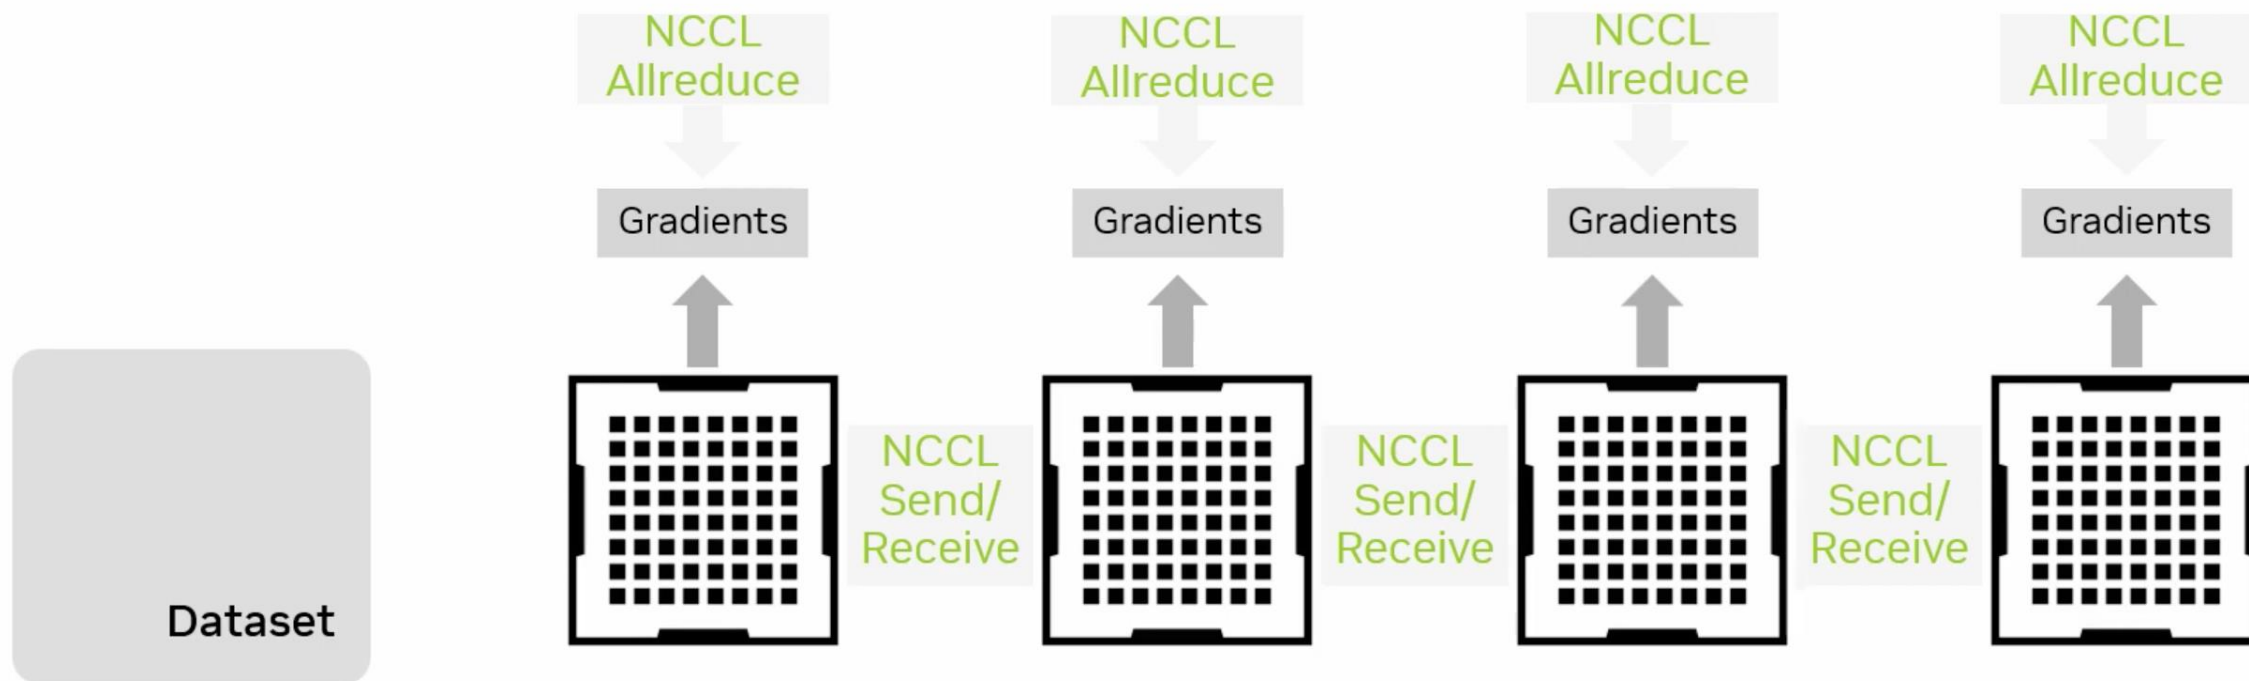 NCCL
Allreduce
NCCL
Allreduce
NCCL
Allreduce
NCCL
Allreduce
Gradients
Gradients
Gradients
Gradients
NCCL
Send/
Receive
NCCL
Send/
Receive
NCCL
Send/
Receive
Dataset